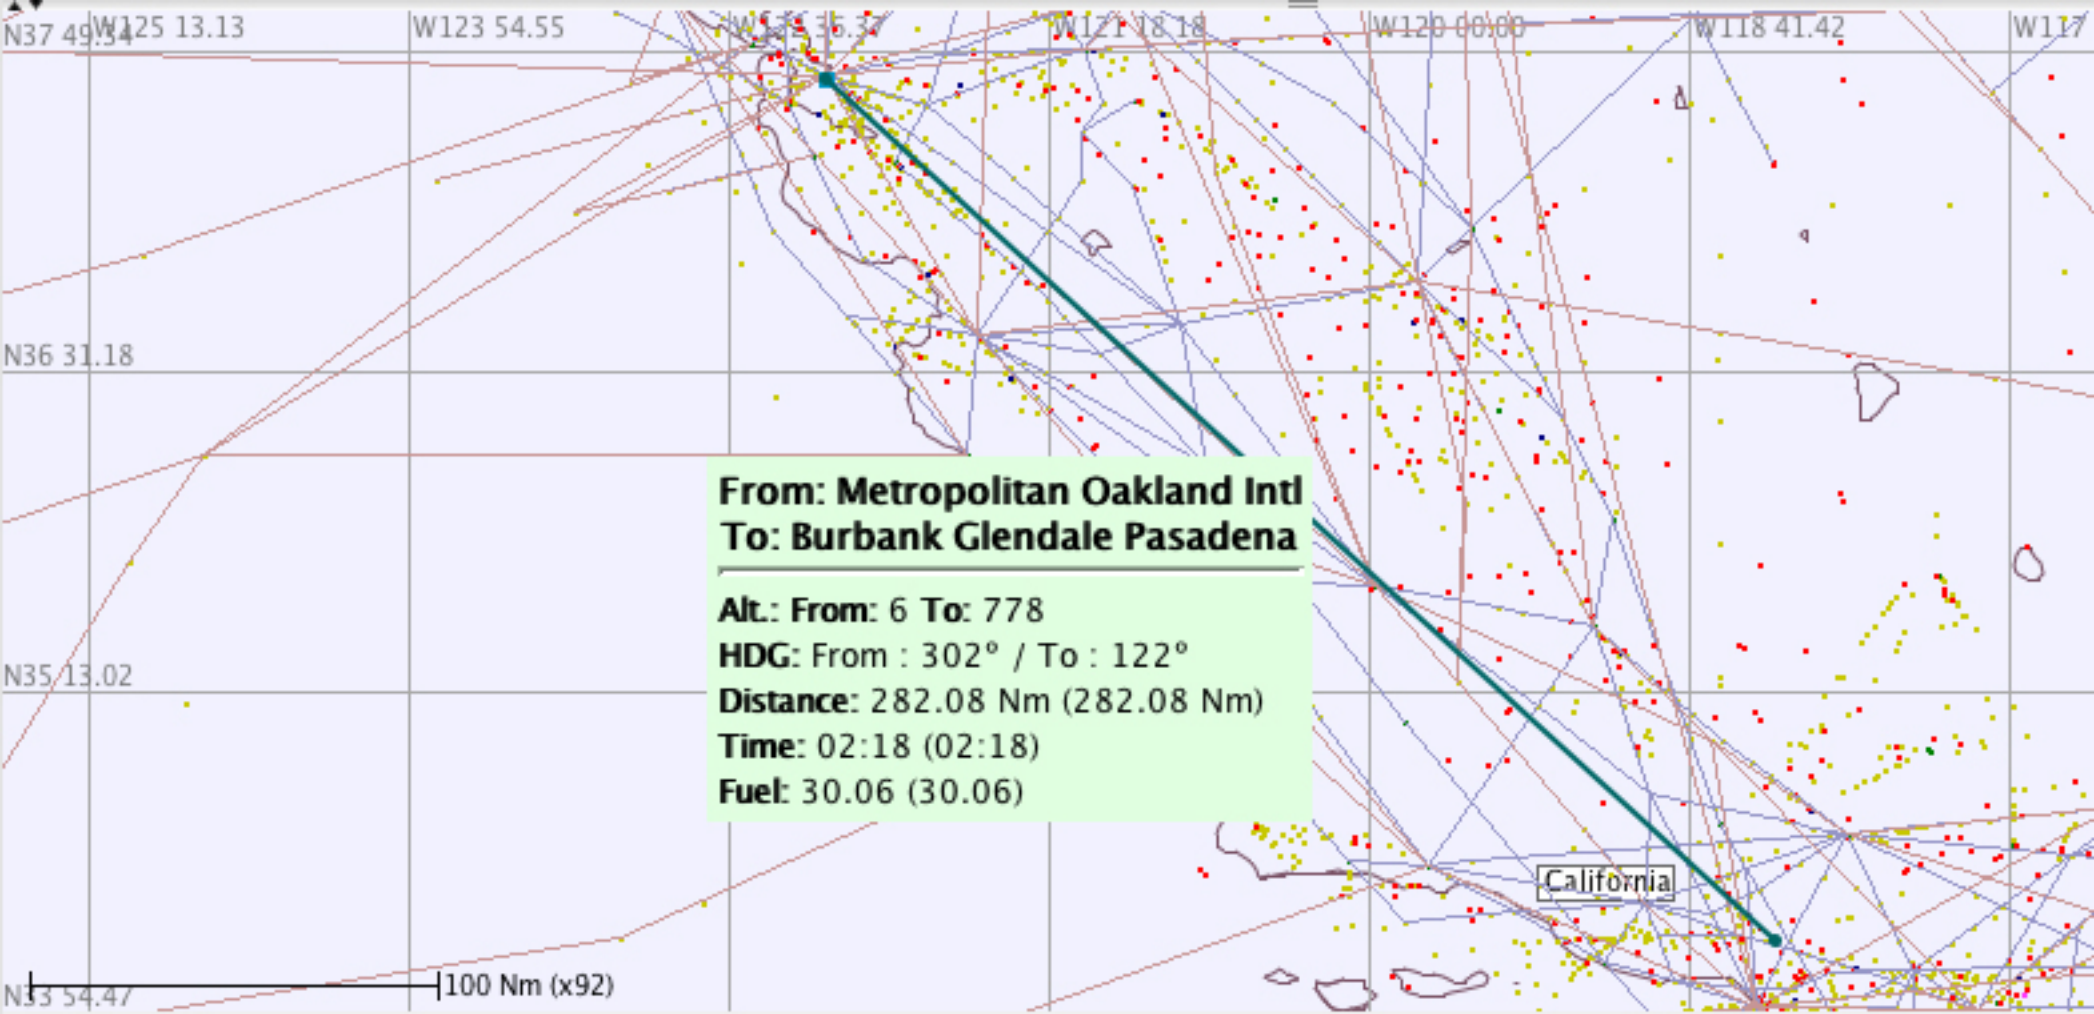 W125 13.13
W123 54.55
W122 36.37
W121 18.18
W120 00.00
W118 41.42
W117
N37 49.34
N36 31.18
From: Metropolitan Oakland Intl
To: Burbank Glendale Pasadena
Alt.: From: 6 To: 778
HDG: From : 302° / To : 122°
N35 13.02
Distance: 282.08 Nm (282.08 Nm)
Time: 02:18 (02:18)
Fuel: 30.06 (30.06)
California
100 Nm (x92)
N33 54.47